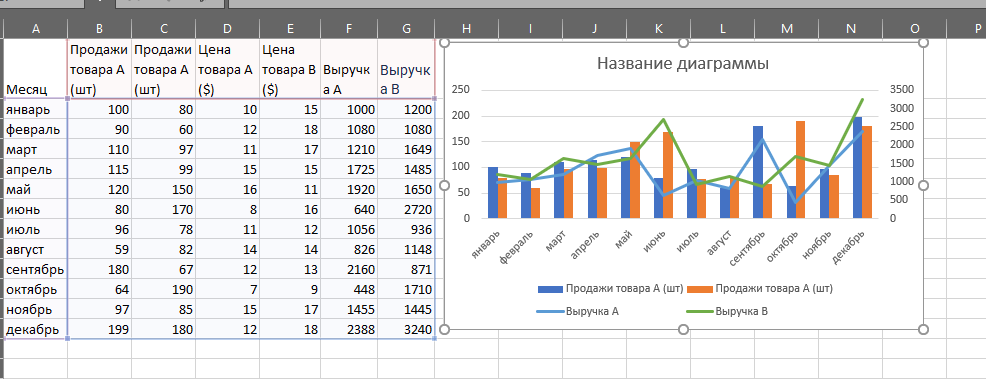 A B C D E F G H I J K L M N O P
Продажи Продажи Цена Цена
товара А товара А товара А товара В Выручк Выручк
Месяц (шт) (шт) ($) ($) а А а В
январь 100 80 10 15 1000 1200
февраль 90 60 12 18 1080 1080
март 110 97 11 17 1210 1649
апрель 115 99 15 15 1725 1485
май 120 150 16 11 1920 1650
июнь 80 170 8 16 640 2720
июль 96 78 11 12 1056 936
август 59 82 14 14 826 1148
сентябрь 180 67 12 13 2160 871
октябрь 64 190 7 9 448 1710
ноябрь 97 85 15 17 1455 1445
декабрь 199 180 12 18 2388 3240
Название диаграммы
250
200
150
100
50
0
3500
3000
2500
2000
1500
1000
500
0
январь февраль март апрель май июнь июль август сентябрь октябрь ноябрь декабрь
Продажи товара А (шт) Продажи товара А (шт)
Выручка А Выручка В